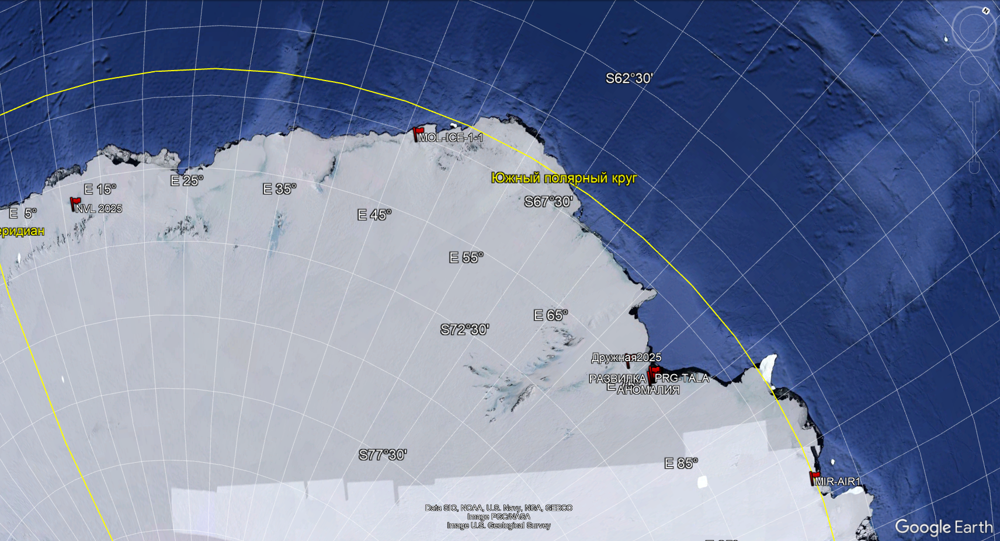 N
S62°30'
MOL-ICE-1-1
Южный полярный круг
E 25°
E 15°
E 35°
S67°30'
NVL 2025
E 5°
E 45°
еридиан
E 55°
E 65°
S72°30'
Дружная2025
РАЗВИЛКА
PRG-TALA
АНОМАЛИЯ
S77°30'
E 85°
MIR-AIR1
Data SIO, NOAA, U.S. Navy, NGA, GEBCO
Image PGC/NASA
Image U.S. Geological Survey
Google Earth